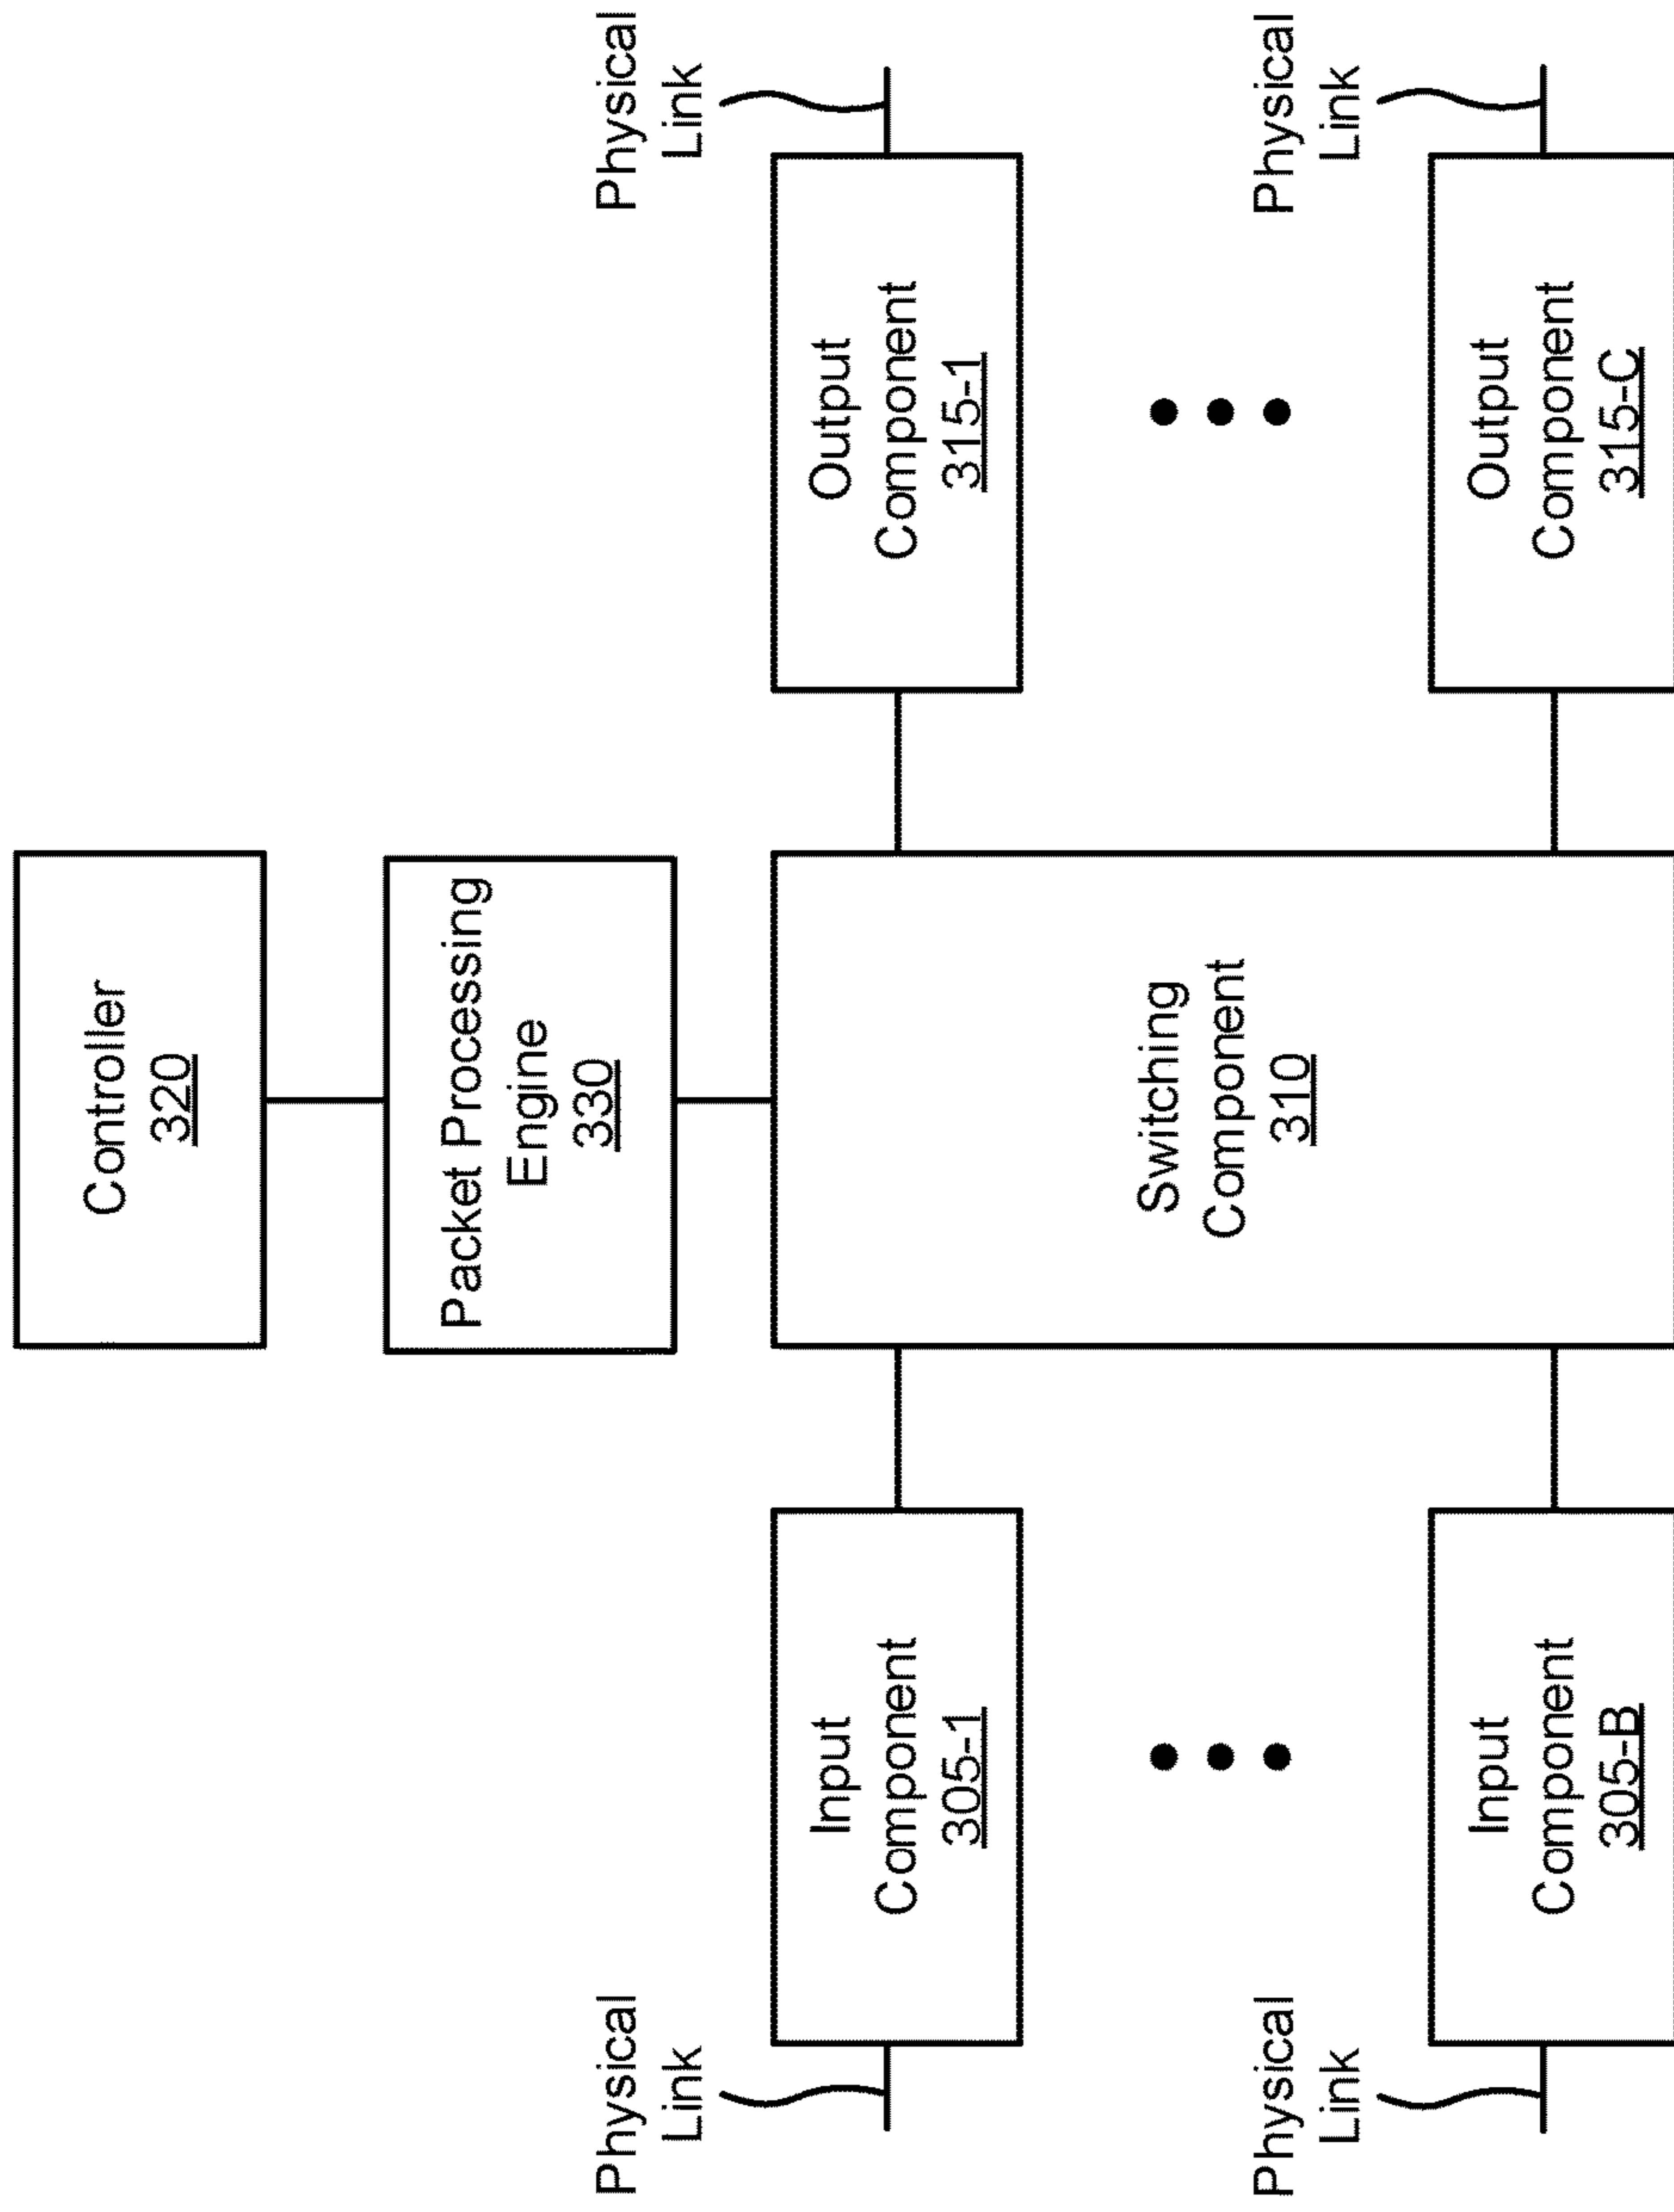 Controller
320
Packet Processing
Engine
330
Physical
Link
Physical
Link
Input
Component
305-1
Switching
Component
310
Output
Component
315-1
Physical
Link
Physical
Link
Input
Component
305-B
Output
Component
315-C